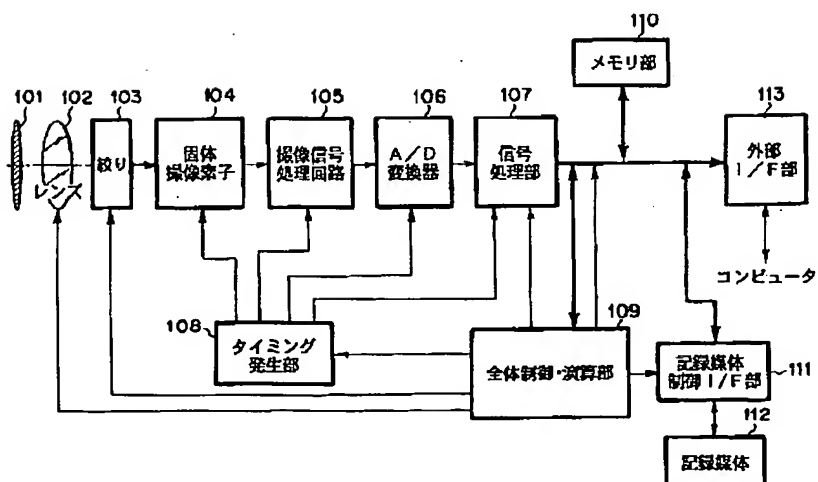 110
メモリ部
101
102
103
104
105
106
107
113
レンズ
絞り
固体
撮像素子
撮像信号
処理回路
A/D
変換器
信号
処理部
外部
I/F部
コンピュータ
108
タイミング
発生部
109
全体制御・演算部
記録媒体
制御I/F部
111
112
記録媒体